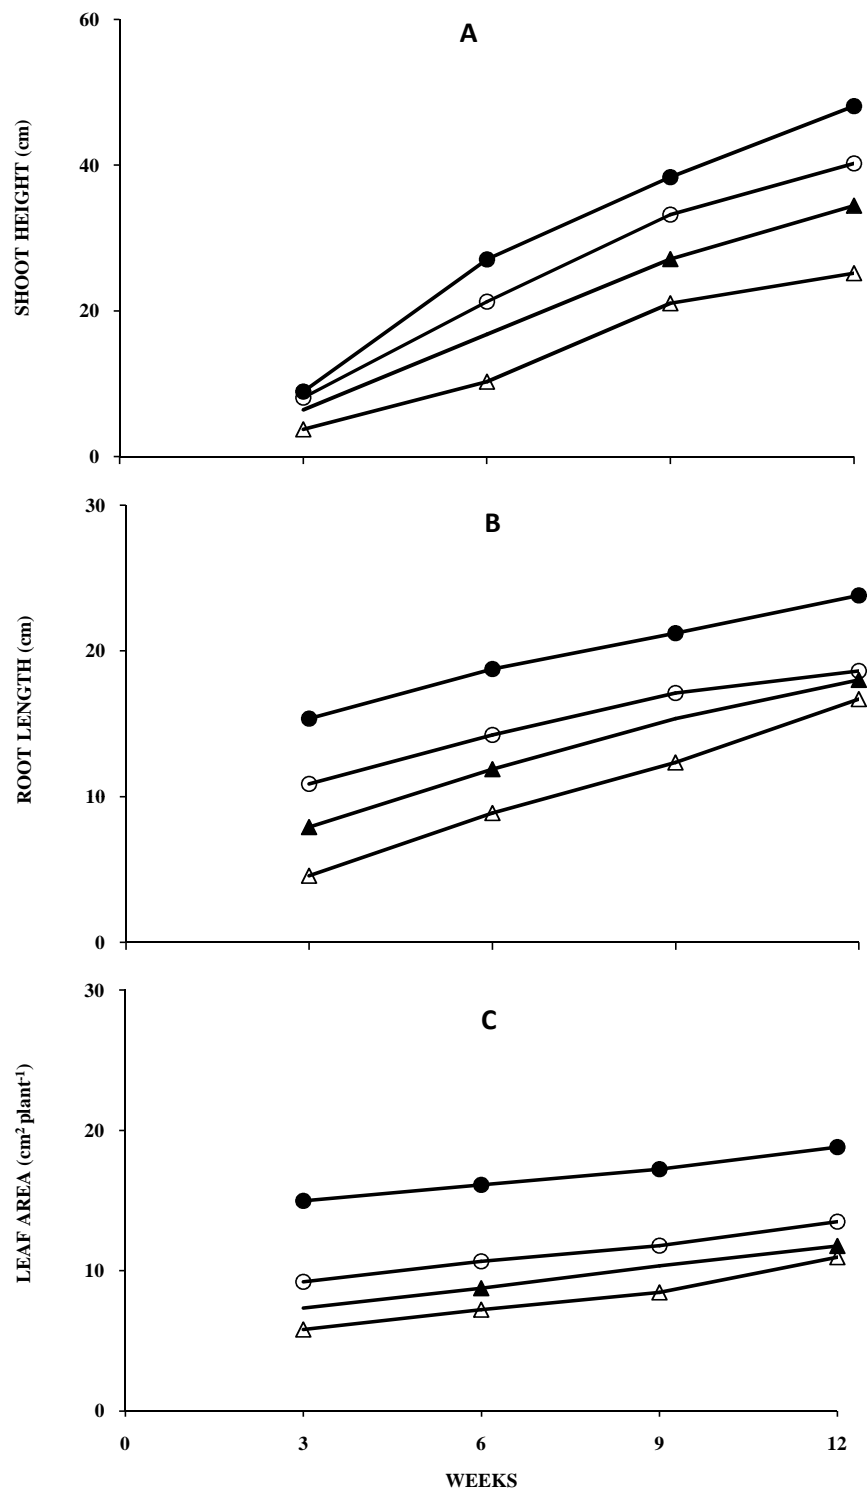 A
60
40
20
0
SHOOT HEIGHT (cm)
B
30
20
10
0
ROOT LENGTH (cm)
C
30
20
10
0
LEAF AREA (cm² plant⁻¹)
0 3 6 9 12
WEEKS